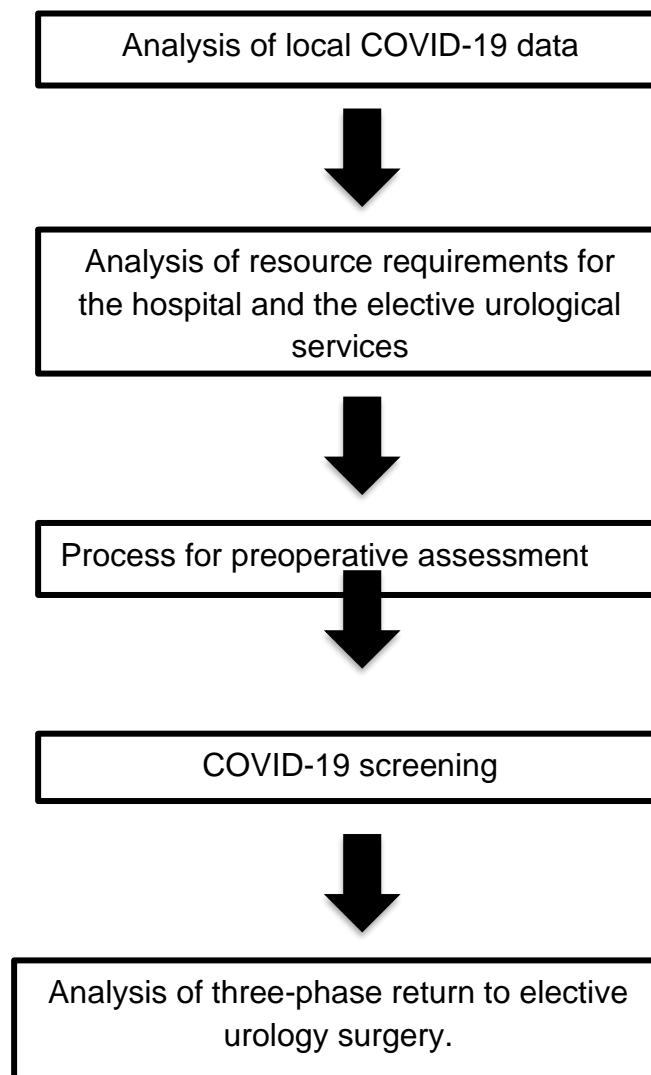 Analysis of local COVID-19 data
Analysis of resource requirements for
the hospital and the elective urological
services
Process for preoperative assessment
COVID-19 screening
Analysis of three-phase return to elective
urology surgery.